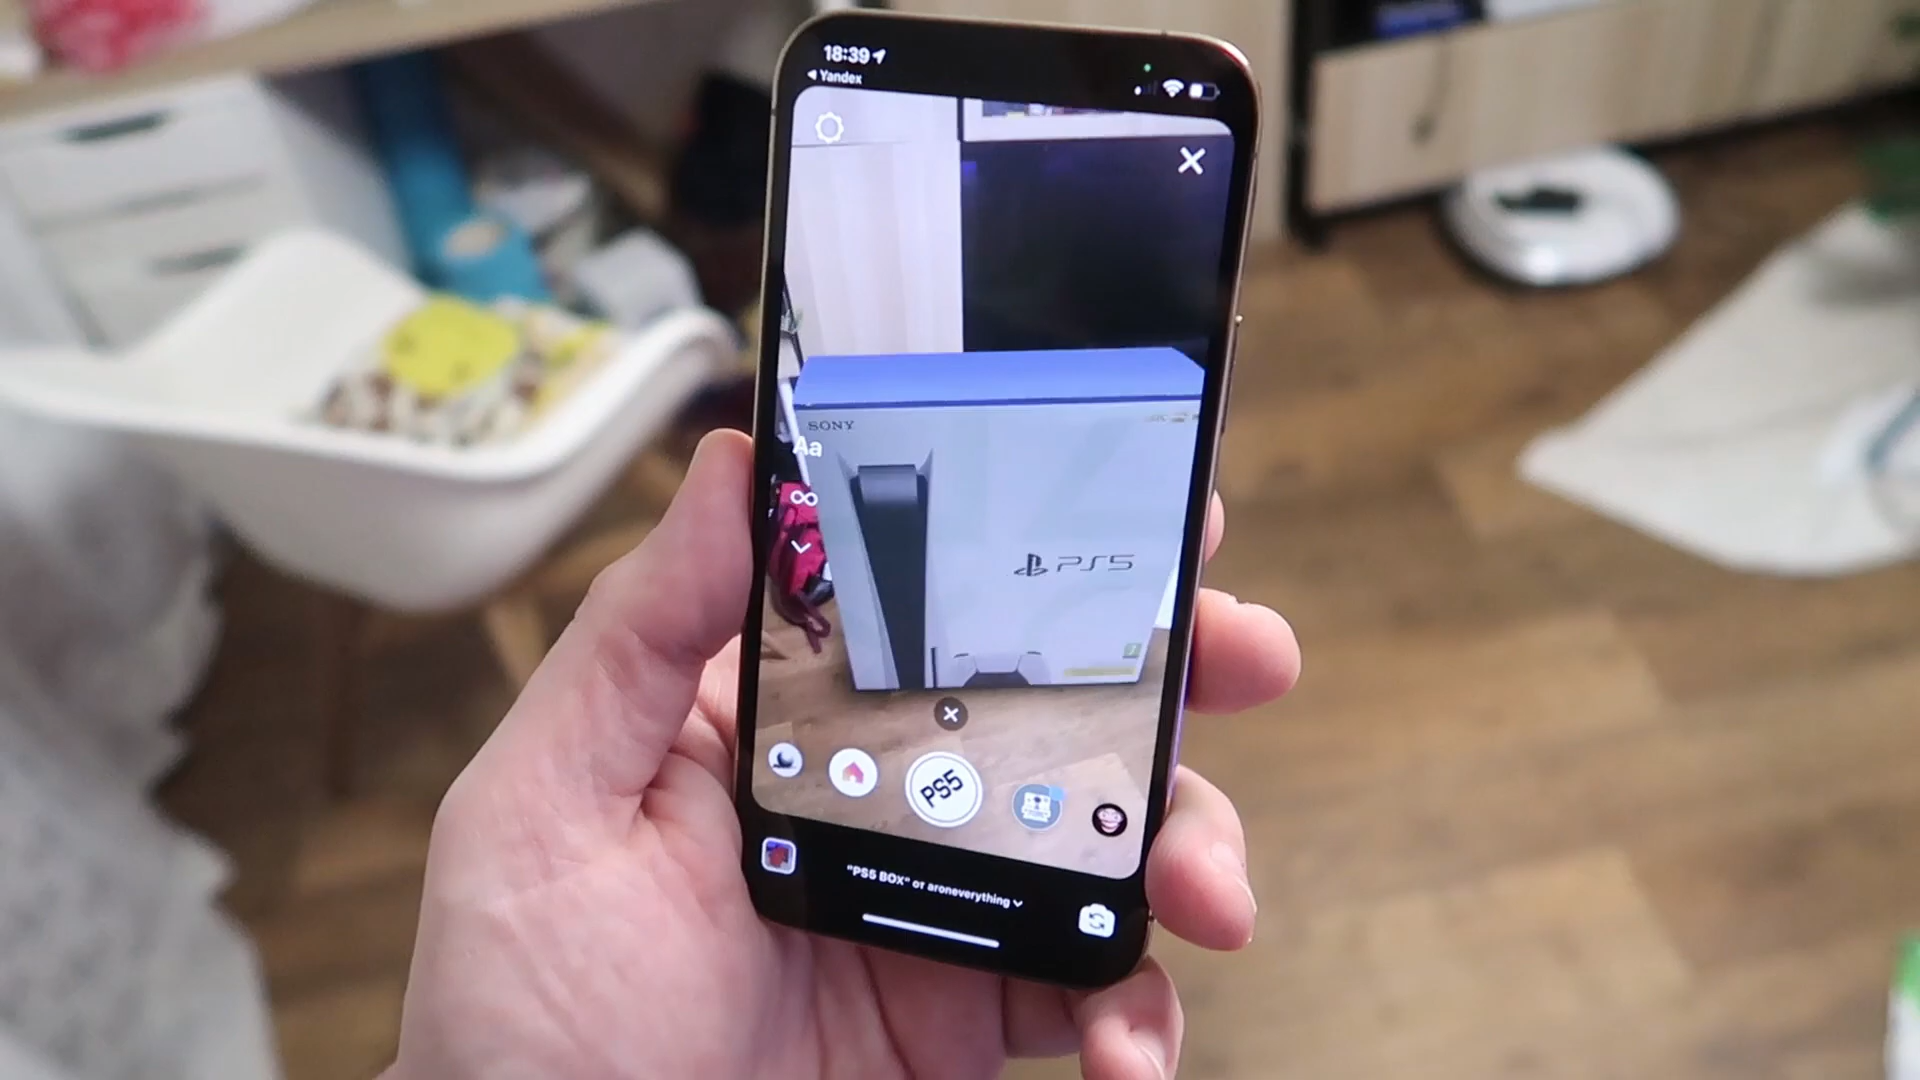 18:39
Yandex
SONY
Aa
PS5
PS5
"PS5 BOX" от aroneverything